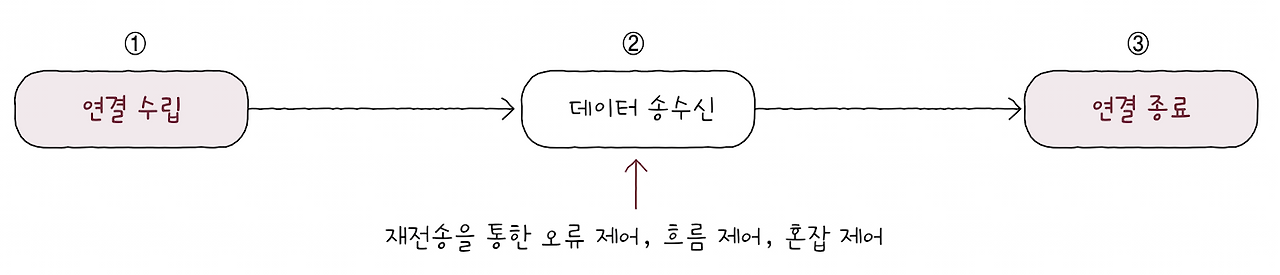 ①
연결 수립
②
데이터 송수신
③
연결 종료
재전송을 통한 오류 제어, 흐름 제어, 혼잡 제어